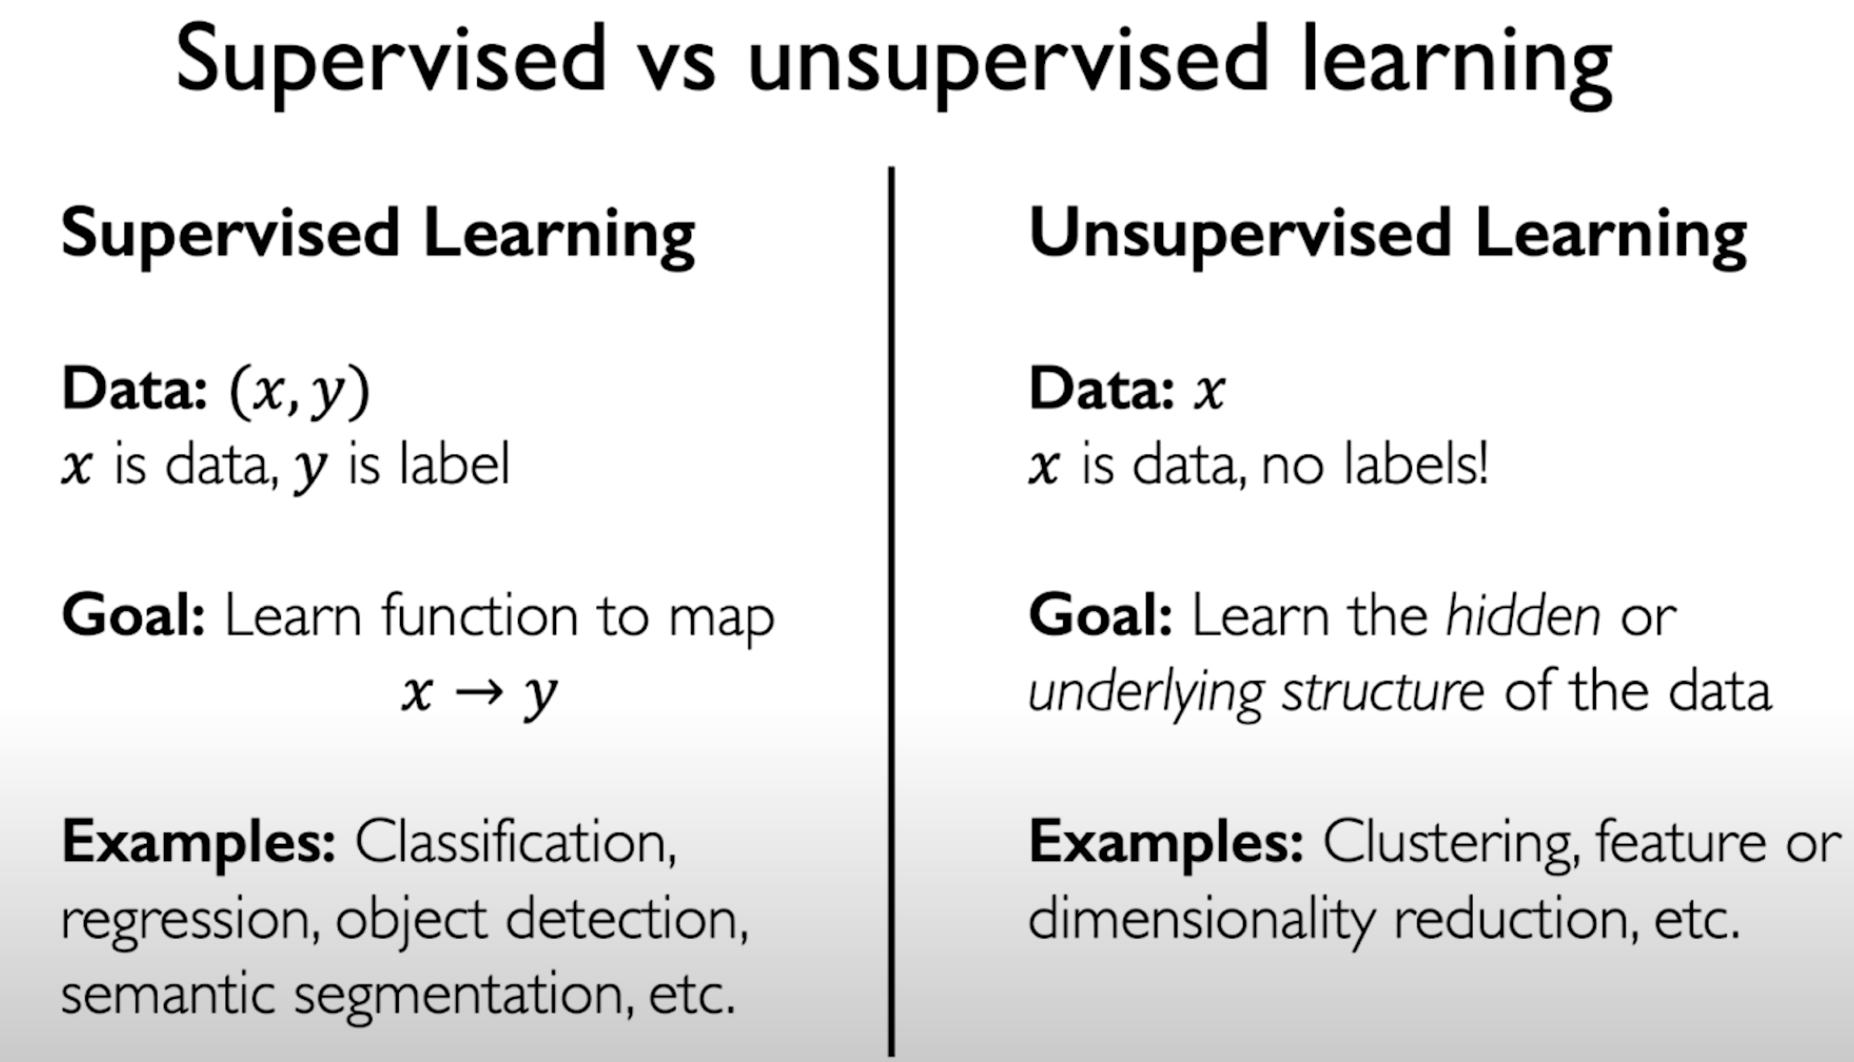 Supervised vs unsupervised learning
Supervised Learning
Data: (x, y)
x is data, y is label
Goal: Learn function to map
x → y
Examples: Classification,
regression, object detection,
semantic segmentation, etc.
Unsupervised Learning
Data: x
x is data, no labels!
Goal: Learn the hidden or
underlying structure of the data
Examples: Clustering, feature or
dimensionality reduction, etc.